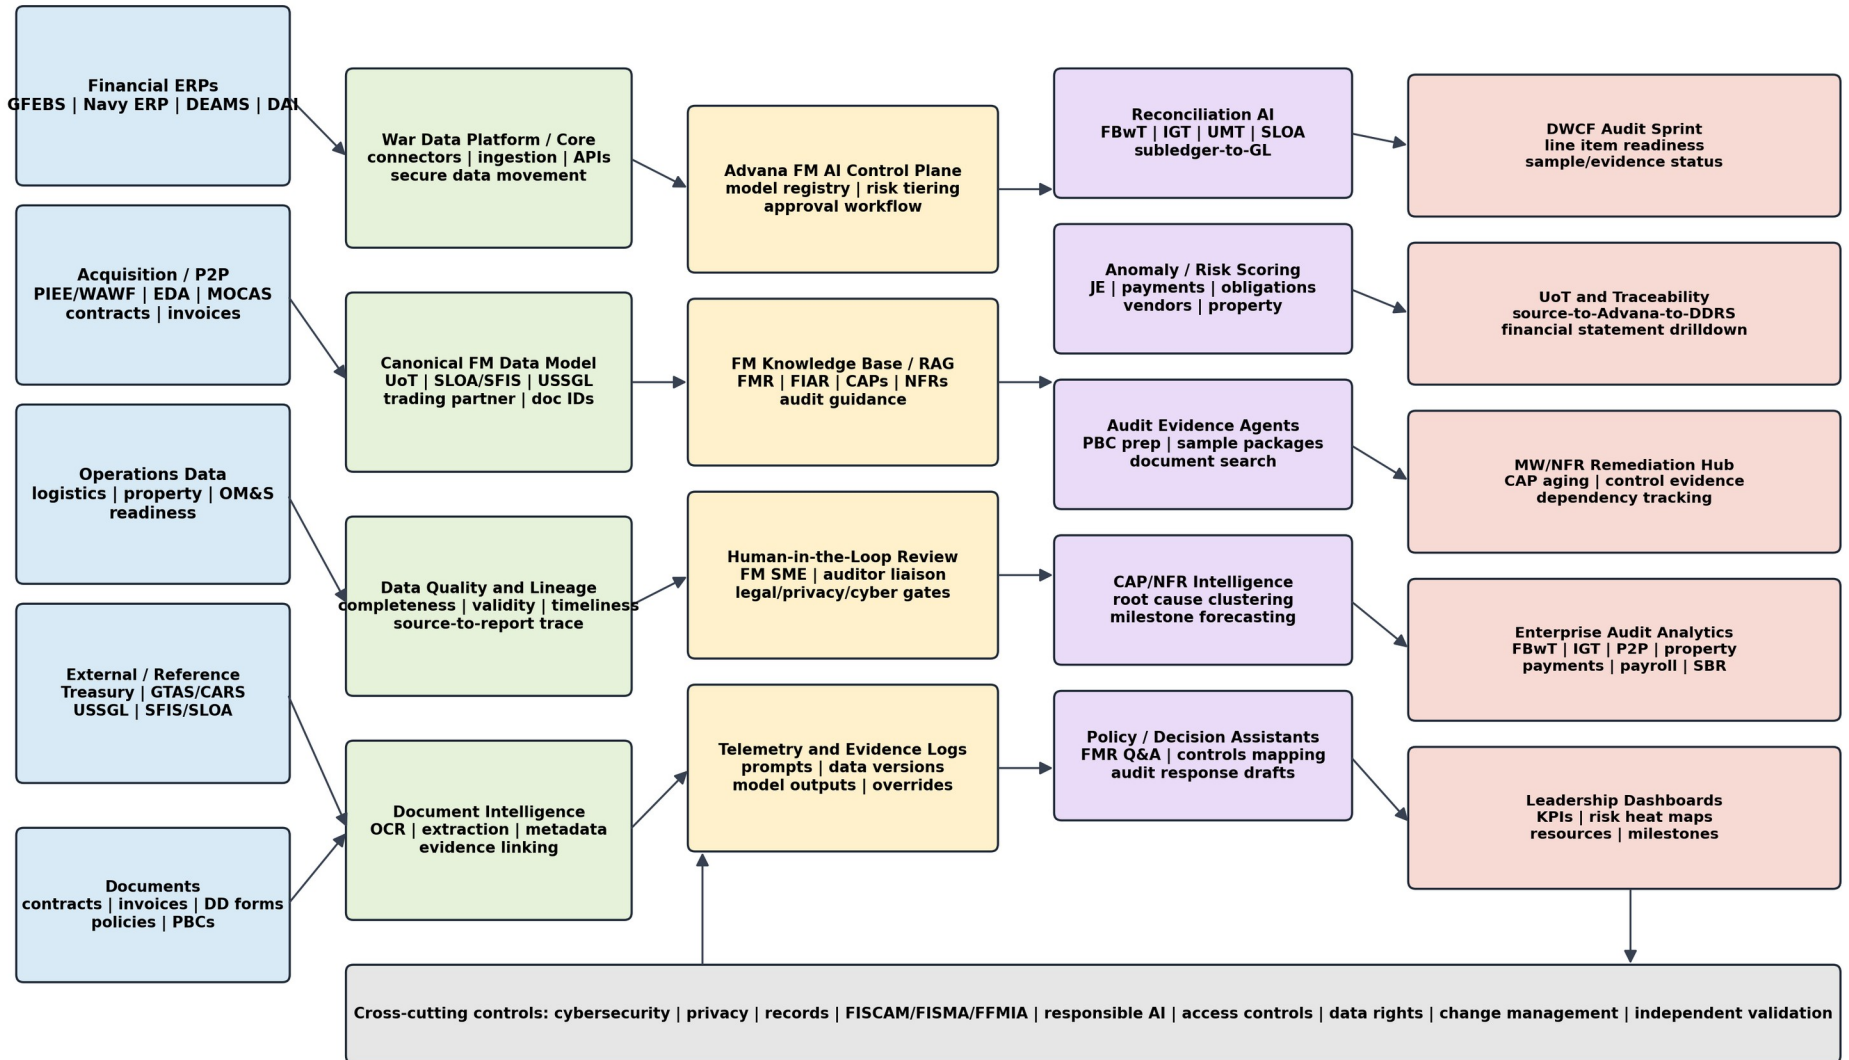 Financial ERPs
GFEBS | Navy ERP | DEAMS | DAI
Acquisition / P2P
PIEE/WAWF | EDA | MOCAS
contracts | invoices
Operations Data
logistics | property | OM&S
readiness
External / Reference
Treasury | GTAS/CARS
USSGL | SFIS/SLOA
Documents
contracts | invoices | DD forms
policies | PBCs
War Data Platform / Core
connectors | ingestion | APIs
secure data movement
Canonical FM Data Model
UoT | SLOA/SFIS | USSGL
trading partner | doc IDs
Data Quality and Lineage
completeness | validity | timeliness
source-to-report trace
Document Intelligence
OCR | extraction | metadata
evidence linking
Advana FM AI Control Plane
model registry | risk tiering
approval workflow
FM Knowledge Base / RAG
FMR | FIAR | CAPs | NFRs
audit guidance
Human-in-the-Loop Review
FM SME | auditor liaison
legal/privacy/cyber gates
Telemetry and Evidence Logs
prompts | data versions
model outputs | overrides
Reconciliation AI
FBwT | IGT | UMT | SLOA
subledger-to-GL
Anomaly / Risk Scoring
JE | payments | obligations
vendors | property
Audit Evidence Agents
PBC prep | sample packages
document search
CAP/NFR Intelligence
root cause clustering
milestone forecasting
Policy / Decision Assistants
FMR Q&A | controls mapping
audit response drafts
DWCF Audit Sprint
line item readiness
sample/evidence status
UoT and Traceability
source-to-Advana-to-DDRS
financial statement drilldown
MW/NFR Remediation Hub
CAP aging | control evidence
dependency tracking
Enterprise Audit Analytics
FBwT | IGT | P2P | property
payments | payroll | SBR
Leadership Dashboards
KPIs | risk heat maps
resources | milestones
Cross-cutting controls: cybersecurity | privacy | records | FISCAM/FISMA/FFMIA | responsible AI | access controls | data rights | change management | independent validation